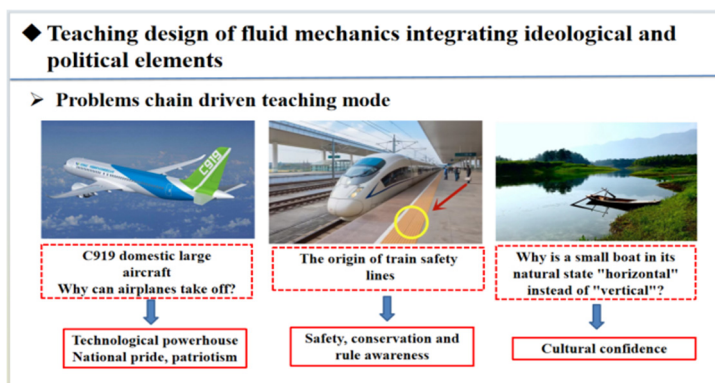 Teaching design of fluid mechanics integrating ideological and
political elements
Problems chain driven teaching mode
C919
C919 domestic large
aircraft
Why can airplanes take off?
The origin of train safety
lines
Why is a small boat in its
natural state "horizontal"
instead of "vertical"?
Technological powerhouse
National pride, patriotism
Safety, conservation and
rule awareness
Cultural confidence